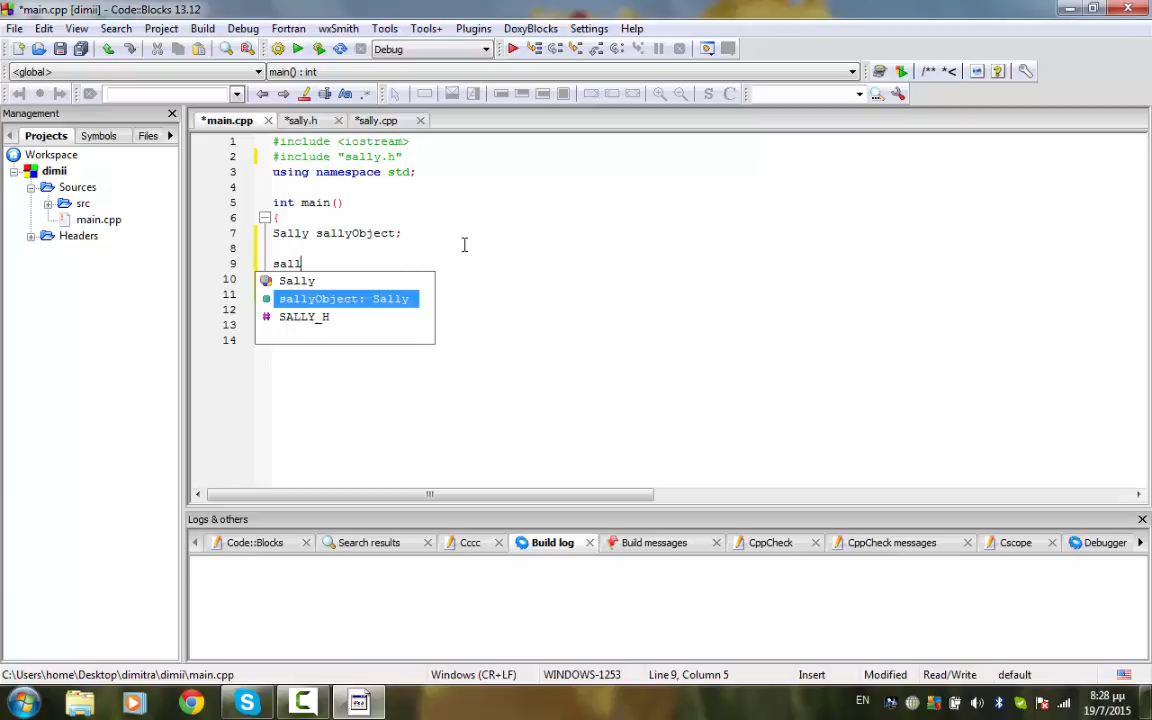 *main.cpp [dimii] - Code::Blocks 13.12
File Edit View Search Project Build Debug Fortran wxSmith Tools Tools+ Plugins DoxyBlocks Settings Help
Debug
<global> main() : int
/** *<
Aa .*
S C
Management
Projects Symbols Files
Workspace
dimii
Sources
src
main.cpp
Headers
*main.cpp *sally.h *sally.cpp
1 #include <iostream>
2 #include "sally.h"
3 using namespace std;
4
5 int main()
6 {
7 Sally sallyObject;
8
9 sall
10 Sally
11 sallyObject: Sally
12 SALLY_H
13
14
Logs & others
Code::Blocks Search results Cccc Build log Build messages CppCheck CppCheck messages Cscope Debugger
C:\Users\home\Desktop\dimitra\dimii\main.cpp Windows (CR+LF) WINDOWS-1253 Line 9, Column 5 Insert Modified Read/Write default
EN 8:28 μμ
19/7/2015